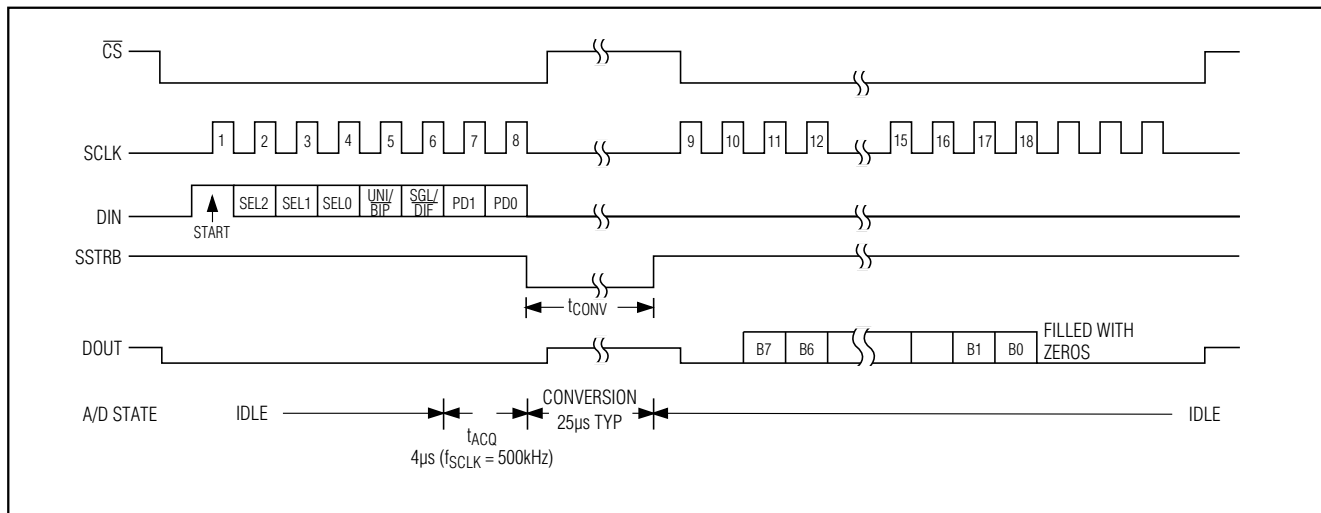 CS
SCLK
1 2 3 4 5 6 7 8 9 10 11 12 15 16 17 18
DIN
START
SEL2 SEL1 SEL0 UNI/BIP SGL/DIF PD1 PD0
SSTRB
tCONV
DOUT
B7 B6 B1 B0
FILLED WITH
ZEROS
A/D STATE
IDLE
tACQ
4µs (fSCLK = 500kHz)
CONVERSION
25µs TYP
IDLE